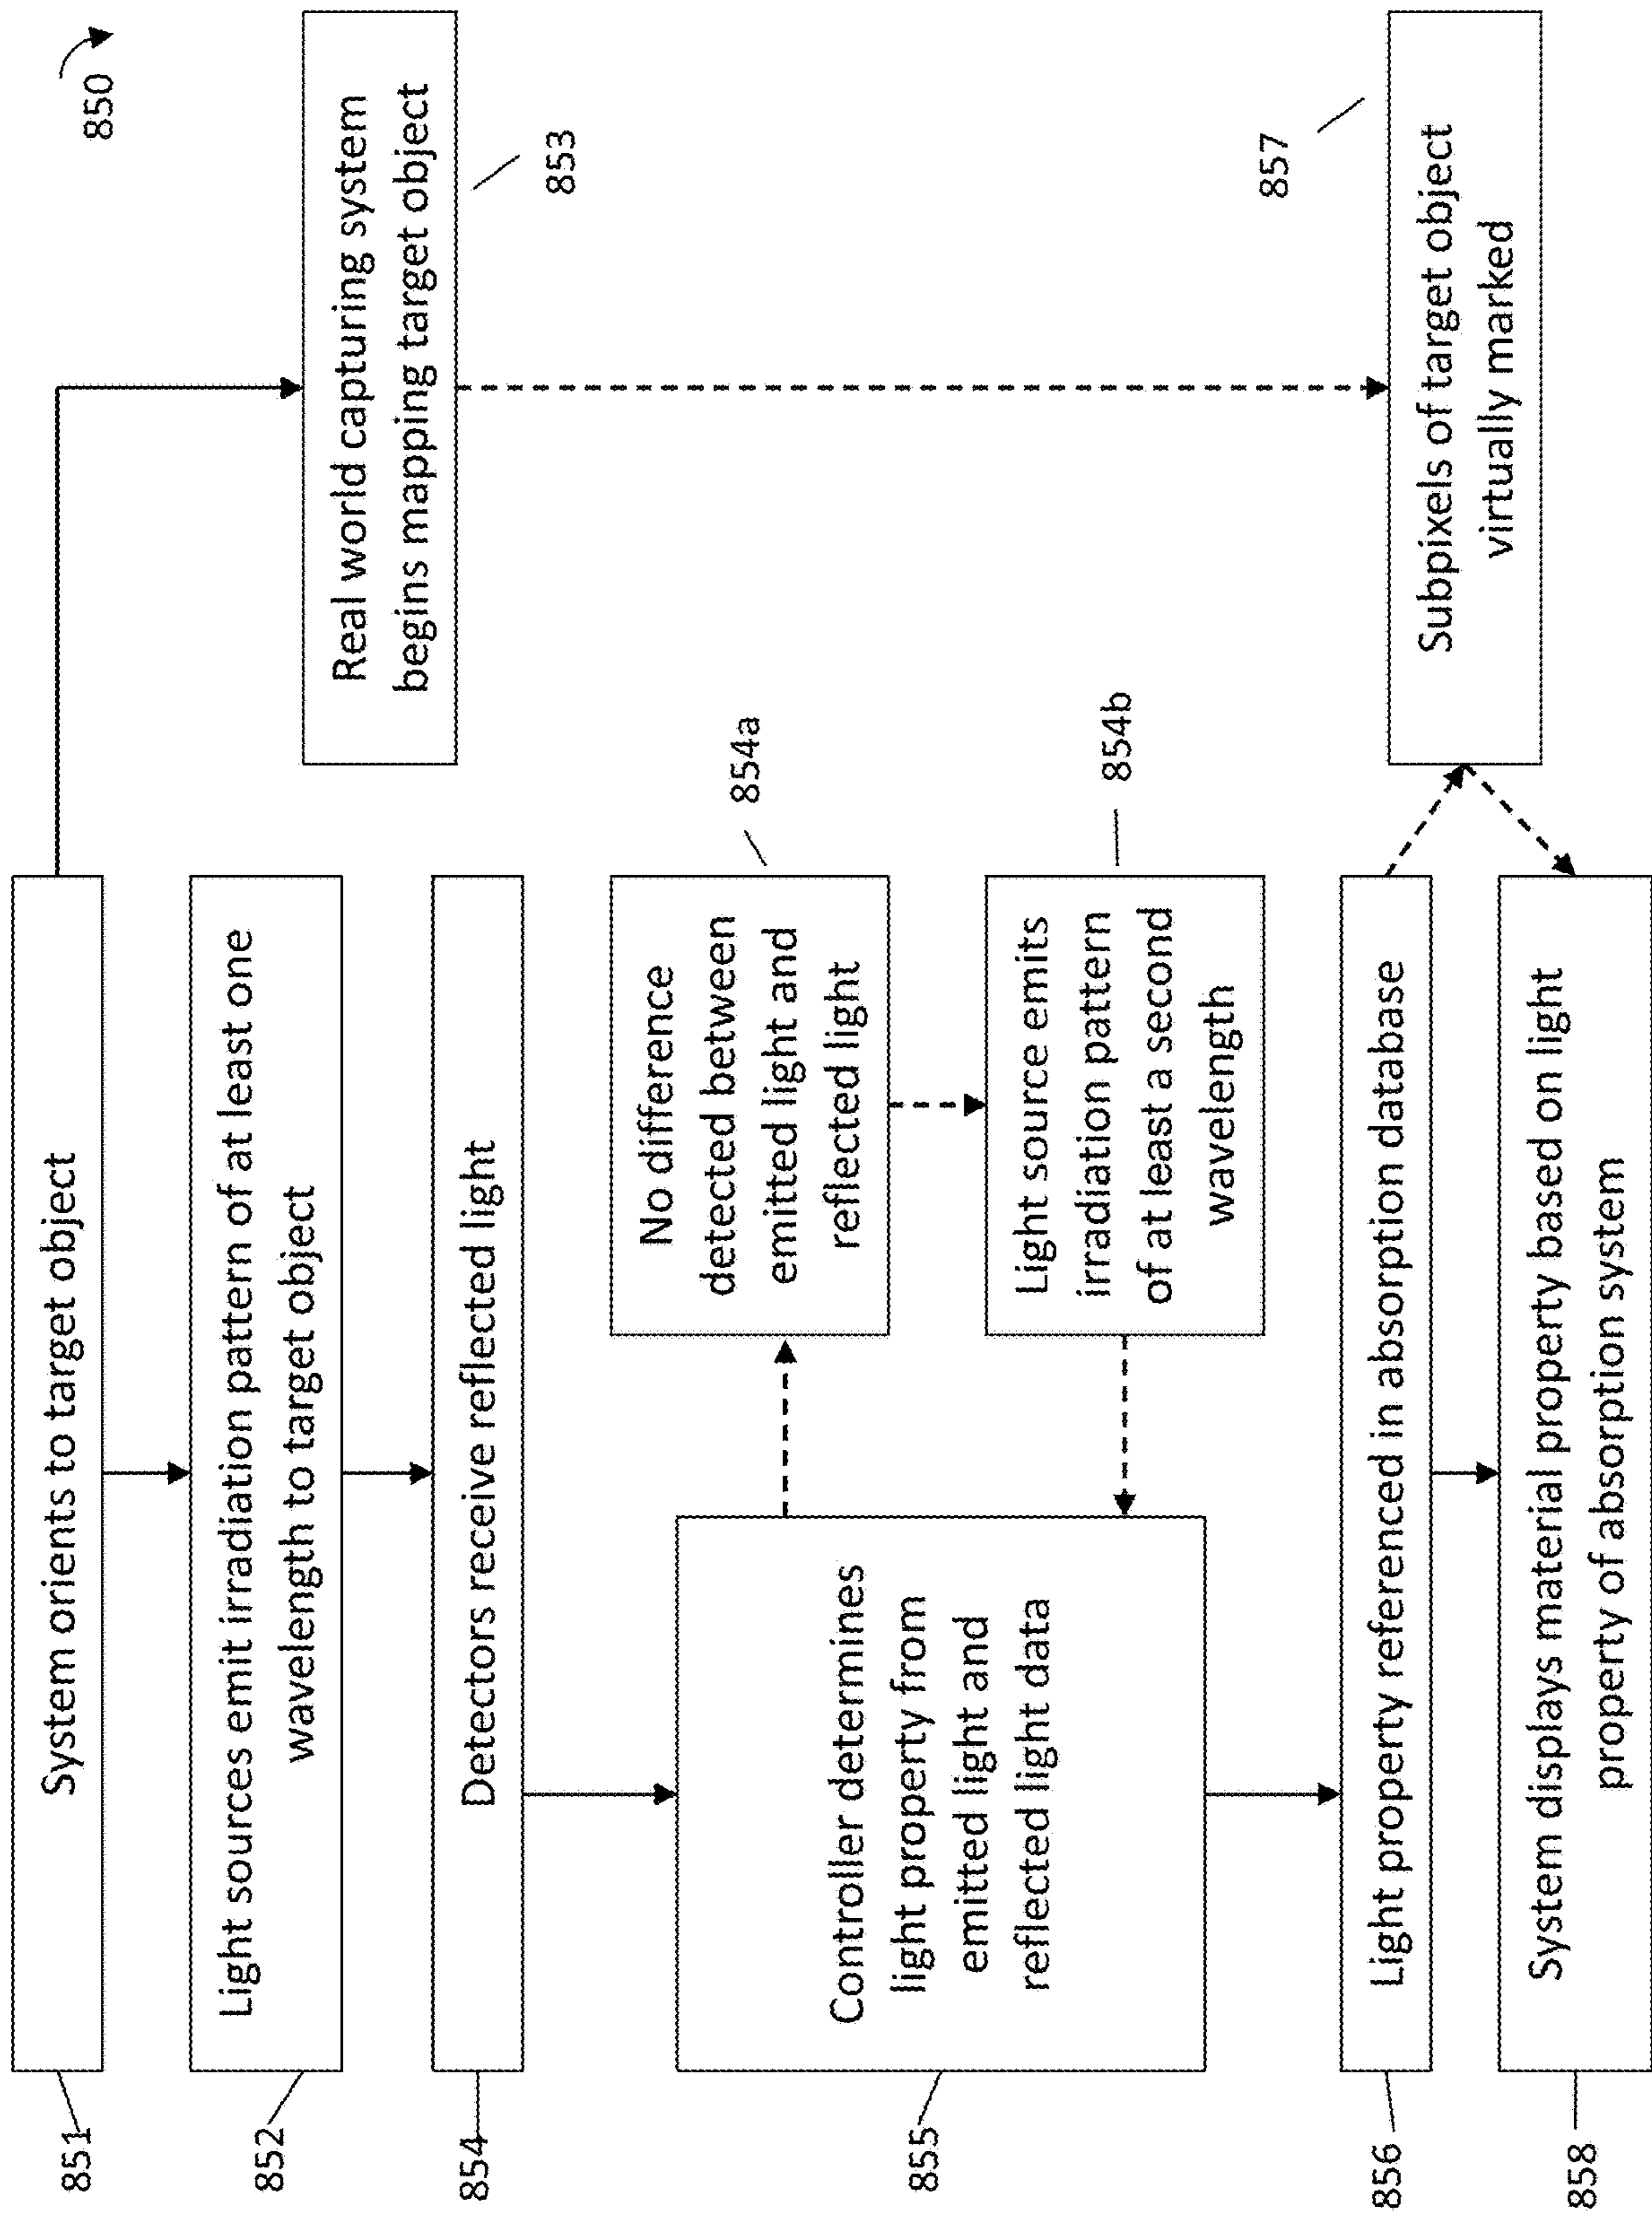 850
851
System orients to target object
852
Light sources emit irradiation pattern of at least one
wavelength to target object
Real world capturing system
begins mapping target object
853
854
Detectors receive reflected light
855
Controller determines
light property from
emitted light and
reflected light data
No difference
detected between
emitted light and
reflected light
854a
Light source emits
irradiation pattern
of at least a second
wavelength
854b
856
Light property referenced in absorption database
857
Subpixels of target object
virtually marked
858
System displays material property based on light
property of absorption system